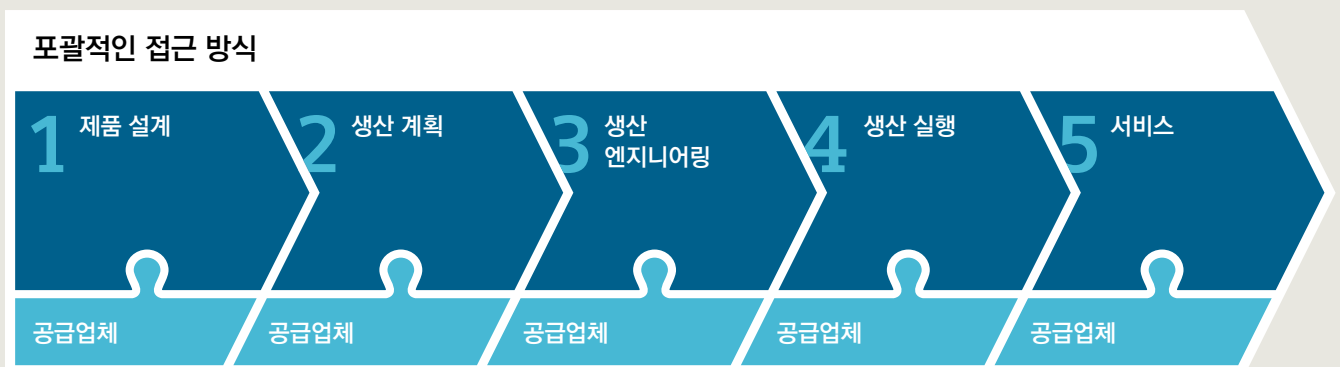 포괄적인 접근 방식
1 제품 설계
2 생산 계획
3 생산
엔지니어링
4 생산 실행
5 서비스
공급업체
공급업체
공급업체
공급업체
공급업체